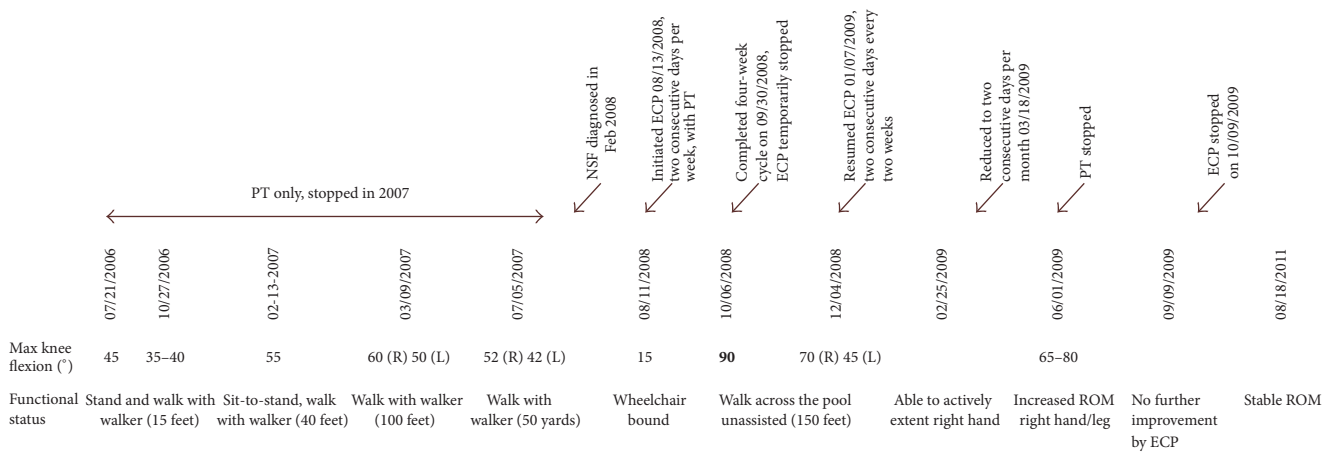 NSF diagnosed in
Feb 2008
Initiated ECP 08/13/2008,
two consecutive days per
week, with PT
Completed four-week
cycle on 09/30/2008,
ECP temporarily stopped
Resumed ECP 01/07/2009,
two consecutive days every
two weeks
Reduced to two
consecutive days per
month 03/18/2009
PT stopped
ECP stopped
on 10/09/2009
PT only, stopped in 2007
07/21/2006
10/27/2006
02-13-2007
03/09/2007
07/05/2007
08/11/2008
10/06/2008
12/04/2008
02/25/2009
06/01/2009
09/09/2009
08/18/2011
Max knee
flexion (°)
45
35–40
55
60 (R) 50 (L)
52 (R) 42 (L)
15
90
70 (R) 45 (L)
65–80
Functional
status
Stand and walk with
walker (15 feet)
Sit-to-stand, walk
with walker (40 feet)
Walk with walker
(100 feet)
Walk with
walker (50 yards)
Wheelchair
bound
Walk across the pool
unassisted (150 feet)
Able to actively
extent right hand
Increased ROM
right hand/leg
No further
improvement
by ECP
Stable ROM